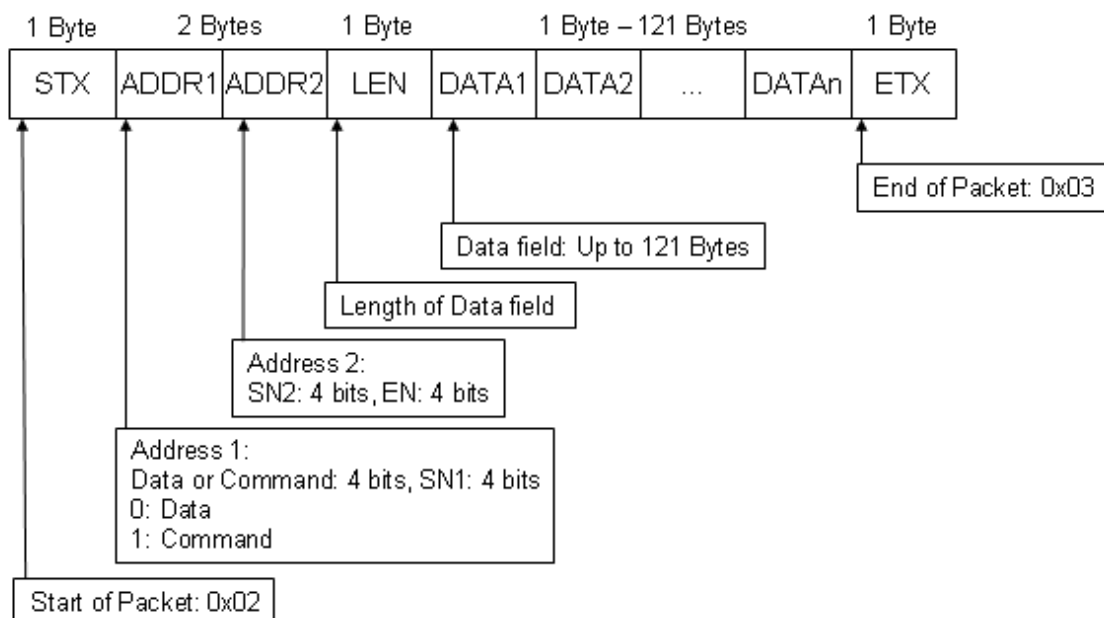 1 Byte 2 Bytes 1 Byte 1 Byte – 121 Bytes 1 Byte
STX ADDR1 ADDR2 LEN DATA1 DATA2 ... DATAn ETX
End of Packet: 0x03
Data field: Up to 121 Bytes
Length of Data field
Address 2:
SN2: 4 bits, EN: 4 bits
Address 1:
Data or Command: 4 bits, SN1: 4 bits
0: Data
1: Command
Start of Packet: 0x02